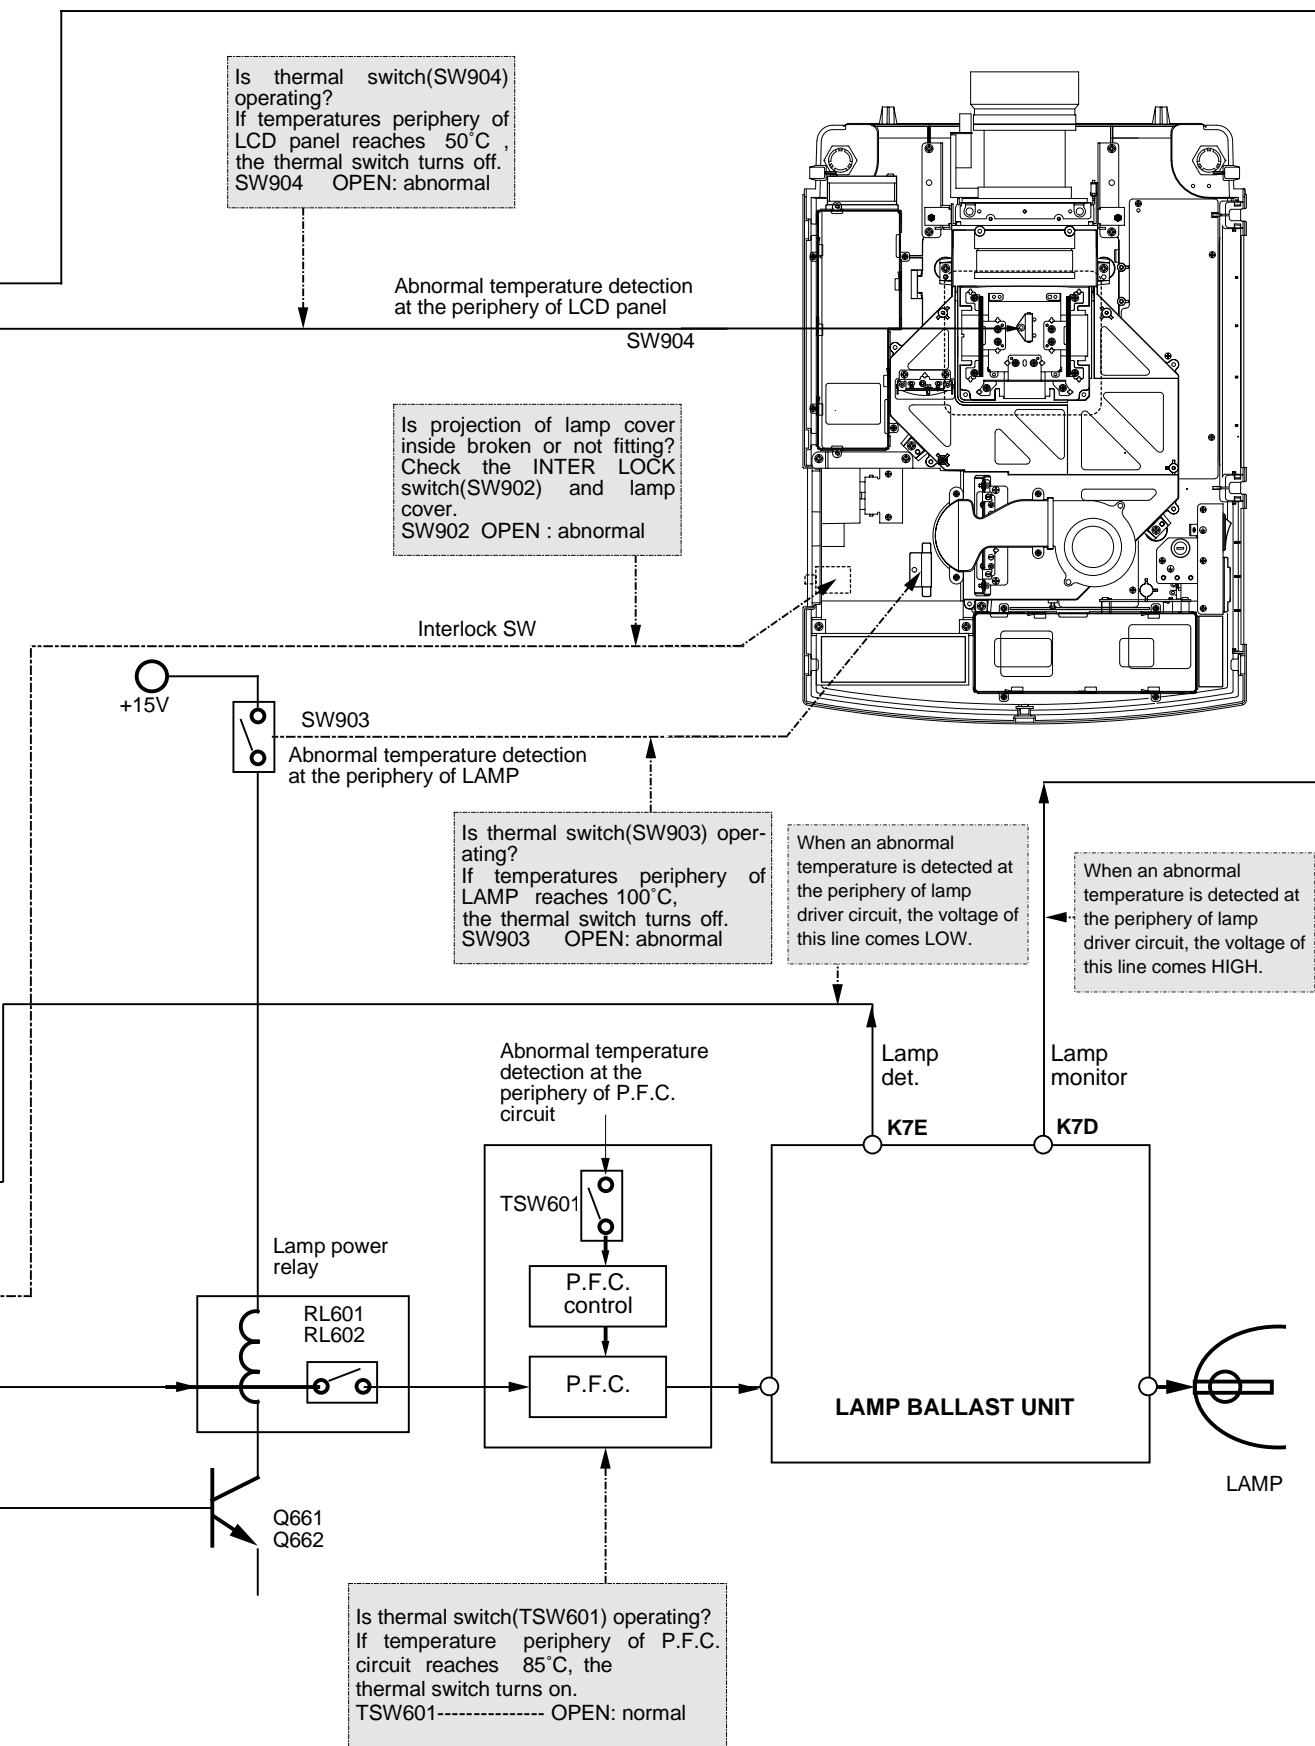 Is thermal switch(SW904)
operating?
If temperatures periphery of
LCD panel reaches 50˚C ,
the thermal switch turns off.
SW904 OPEN: abnormal
Abnormal temperature detection
at the periphery of LCD panel
SW904
Is projection of lamp cover
inside broken or not fitting?
Check the INTER LOCK
switch(SW902) and lamp
cover.
SW902 OPEN : abnormal
Interlock SW
+15V
SW903
Abnormal temperature detection
at the periphery of LAMP
Is thermal switch(SW903) oper-
ating?
If temperatures periphery of
LAMP reaches 100˚C,
the thermal switch turns off.
SW903 OPEN: abnormal
When an abnormal
temperature is detected at
the periphery of lamp
driver circuit, the voltage of
this line comes LOW.
When an abnormal
temperature is detected at
the periphery of lamp
driver circuit, the voltage of
this line comes HIGH.
Abnormal temperature
detection at the
periphery of P.F.C.
circuit
Lamp
det.
Lamp
monitor
K7E
K7D
TSW601
Lamp power
relay
P.F.C.
control
RL601
RL602
P.F.C.
LAMP BALLAST UNIT
LAMP
Q661
Q662
Is thermal switch(TSW601) operating?
If temperature periphery of P.F.C.
circuit reaches 85˚C, the
thermal switch turns on.
TSW601--------------- OPEN: normal